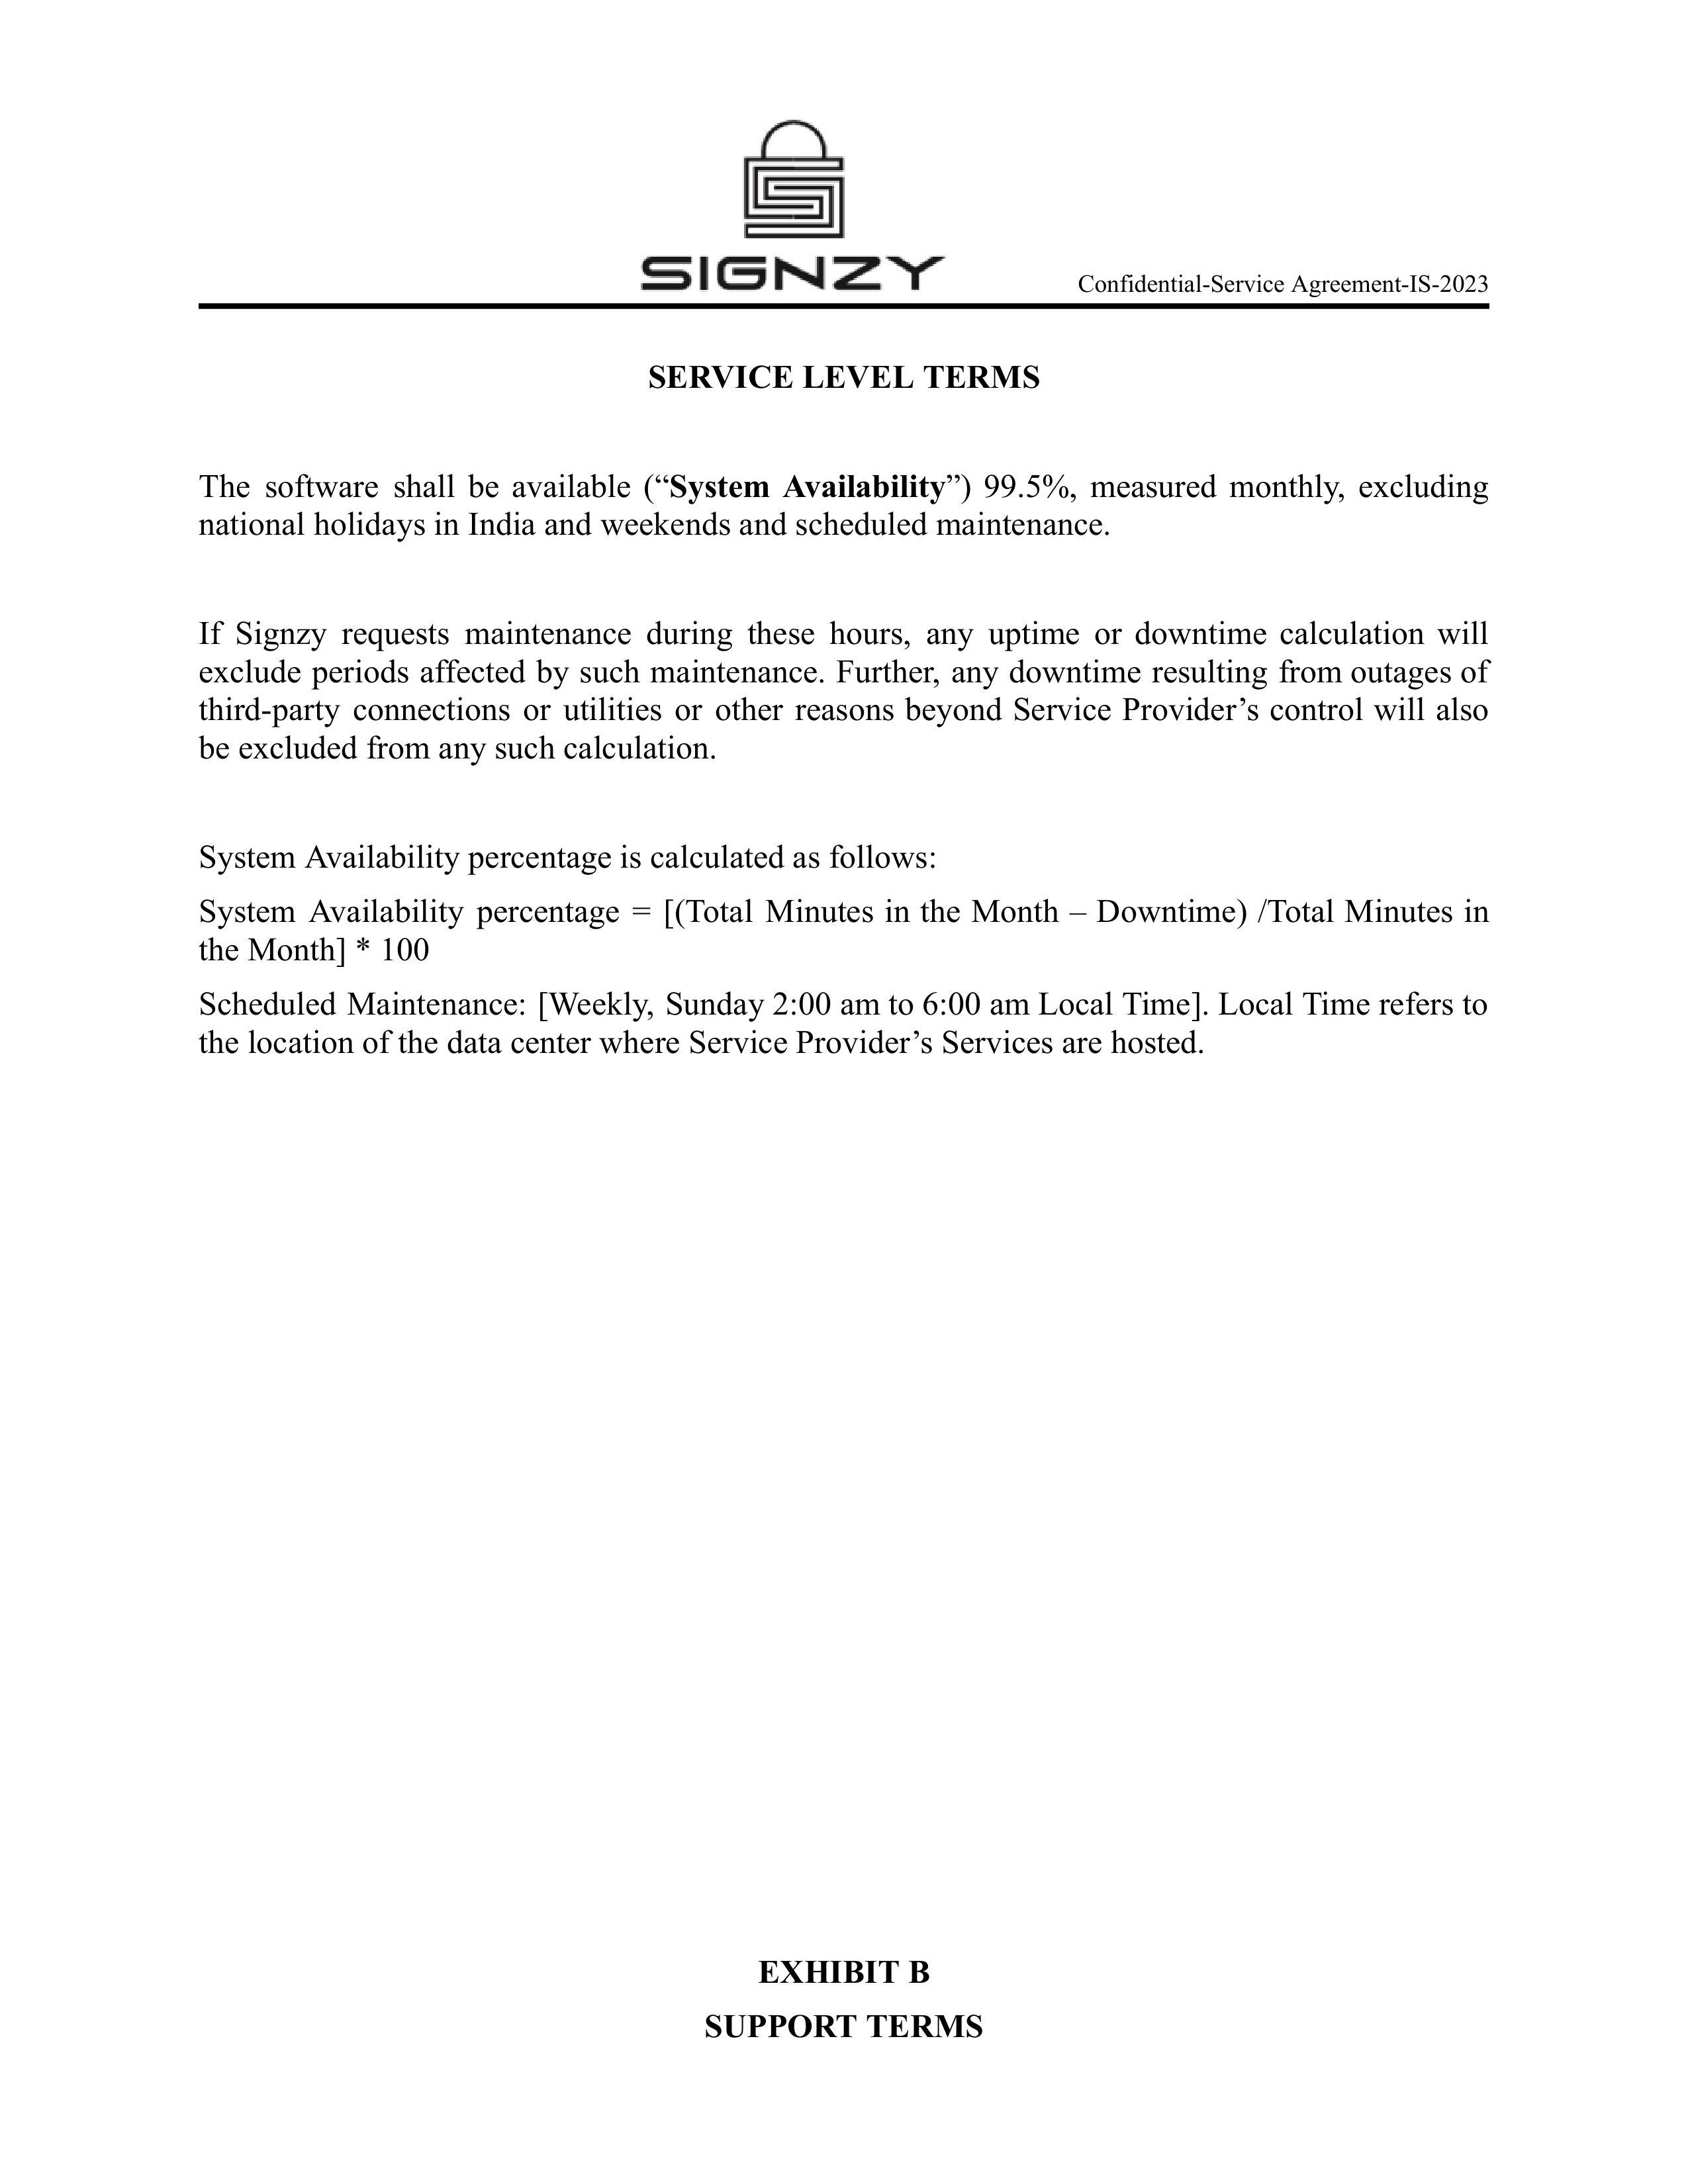 SIGNZY
Confidential-Service Agreement-IS-2023
SERVICE LEVEL TERMS
The software shall be available (“System Availability”) 99.5%, measured monthly, excluding
national holidays in India and weekends and scheduled maintenance.
If Signzy requests maintenance during these hours, any uptime or downtime calculation will
exclude periods affected by such maintenance. Further, any downtime resulting from outages of
third-party connections or utilities or other reasons beyond Service Provider’s control will also
be excluded from any such calculation.
System Availability percentage is calculated as follows:
System Availability percentage = [(Total Minutes in the Month – Downtime) /Total Minutes in
the Month] * 100
Scheduled Maintenance: [Weekly, Sunday 2:00 am to 6:00 am Local Time]. Local Time refers to
the location of the data center where Service Provider’s Services are hosted.
EXHIBIT B
SUPPORT TERMS